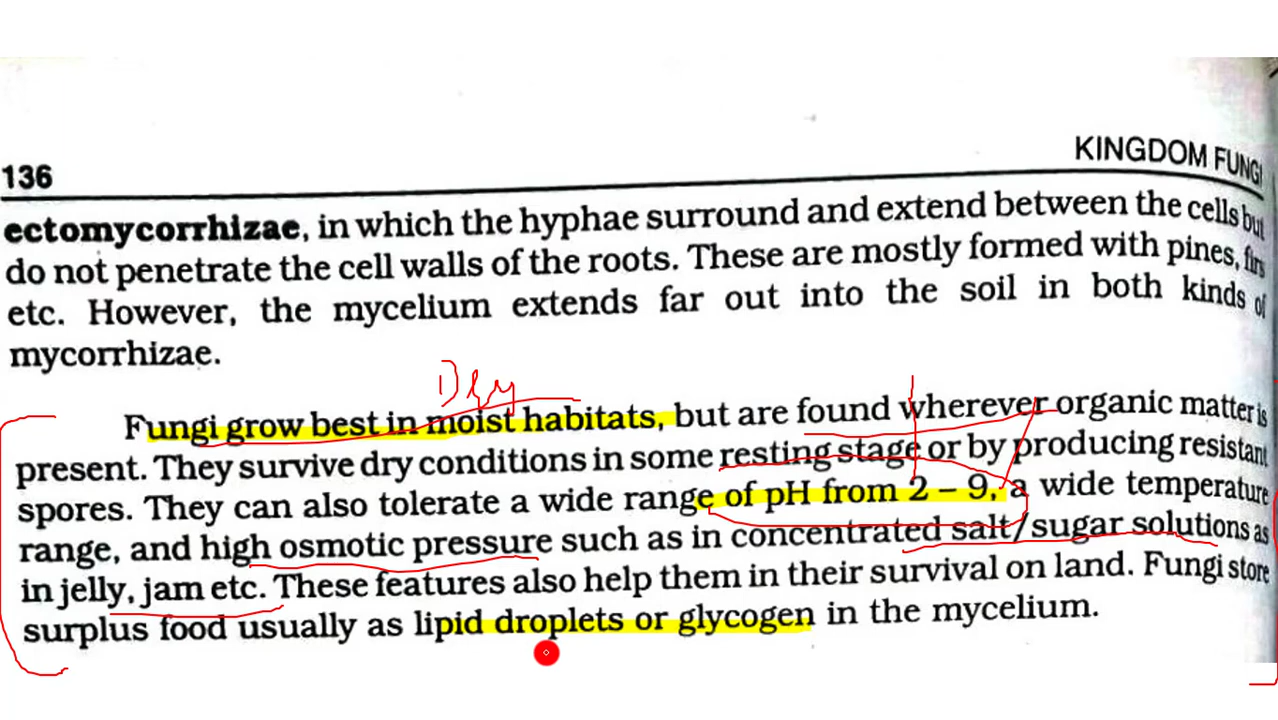 136
KINGDOM FUNGI
ectomycorrhizae, in which the hyphae surround and extend between the cells but
do not penetrate the cell walls of the roots. These are mostly formed with pines, firs
etc. However, the mycelium extends far out into the soil in both kinds of
mycorrhizae.
Dry
Fungi grow best in moist habitats, but are found wherever organic matter is
present. They survive dry conditions in some resting stage or by producing resistant
spores. They can also tolerate a wide range of pH from 2 – 9, a wide temperature
range, and high osmotic pressure such as in concentrated salt/sugar solutions as
in jelly, jam etc. These features also help them in their survival on land. Fungi store
surplus food usually as lipid droplets or glycogen in the mycelium.